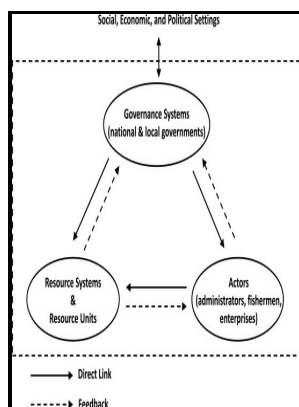 Social, Economic, and Political Settings
Governance Systems
(national & local governments)
Resource Systems
&
Resource Units
Actors
(administrators, fishermen,
enterprises)
Direct Link
Feedback